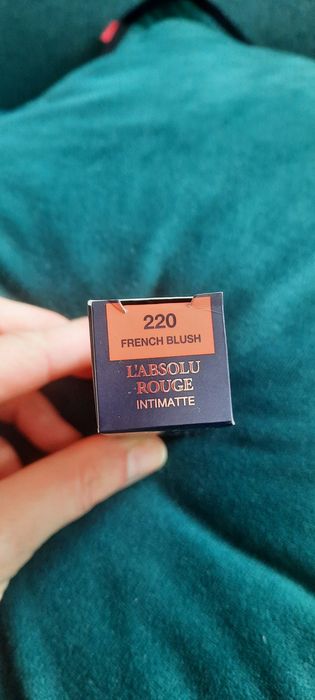 220
FRENCH BLUSH
L'ABSOLU
ROUGE
INTIMATTE